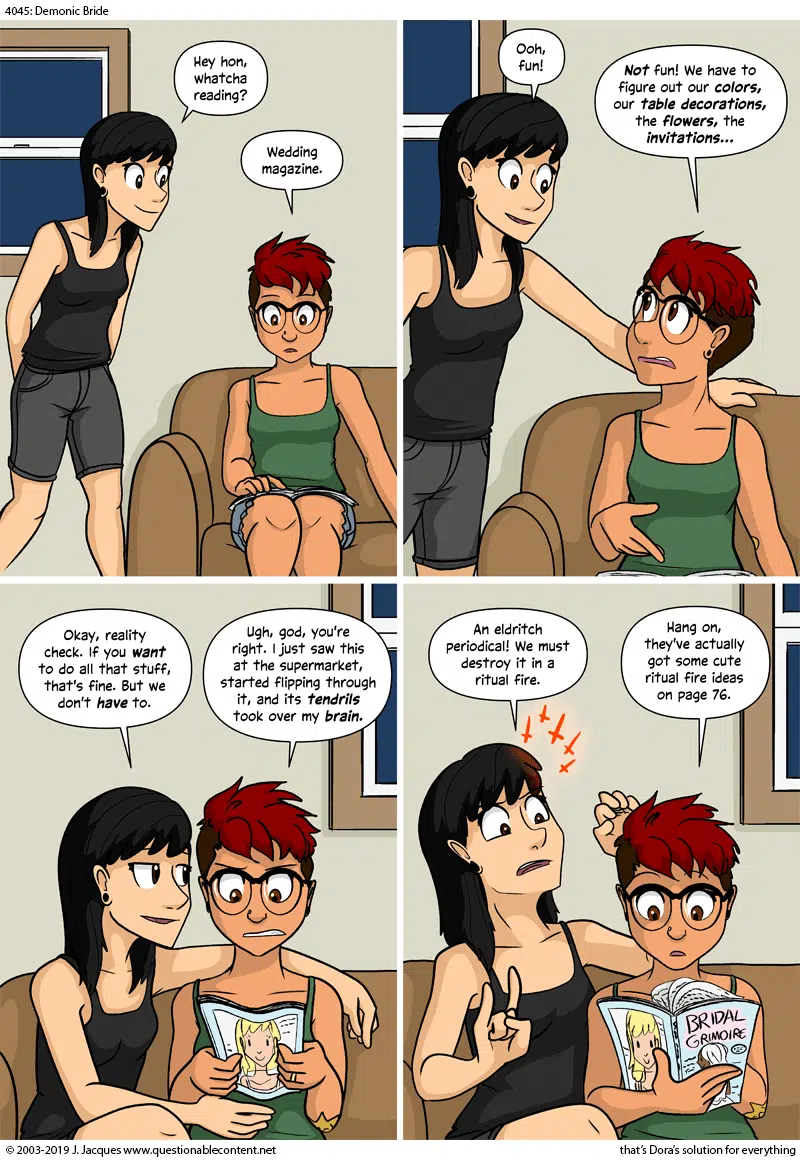 4045: Demonic Bride
Hey hon,
whatcha
reading?
Wedding
magazine.
Ooh,
fun!
Not fun! We have to
figure out our colors,
our table decorations,
the flowers, the
invitations...
Okay, reality
check. If you want
to do all that stuff,
that's fine. But we
don't have to.
Ugh, god, you're
right. I just saw this
at the supermarket,
started flipping through
it, and its tendrils
took over my brain.
An eldritch
periodical! We must
destroy it in a
ritual fire.
Hang on,
they've actually
got some cute
ritual fire ideas
on page 76.
BRIDAL
GRIMOIRE
© 2003-2019 J. Jacques www.questionablecontent.net
that's Dora's solution for everything